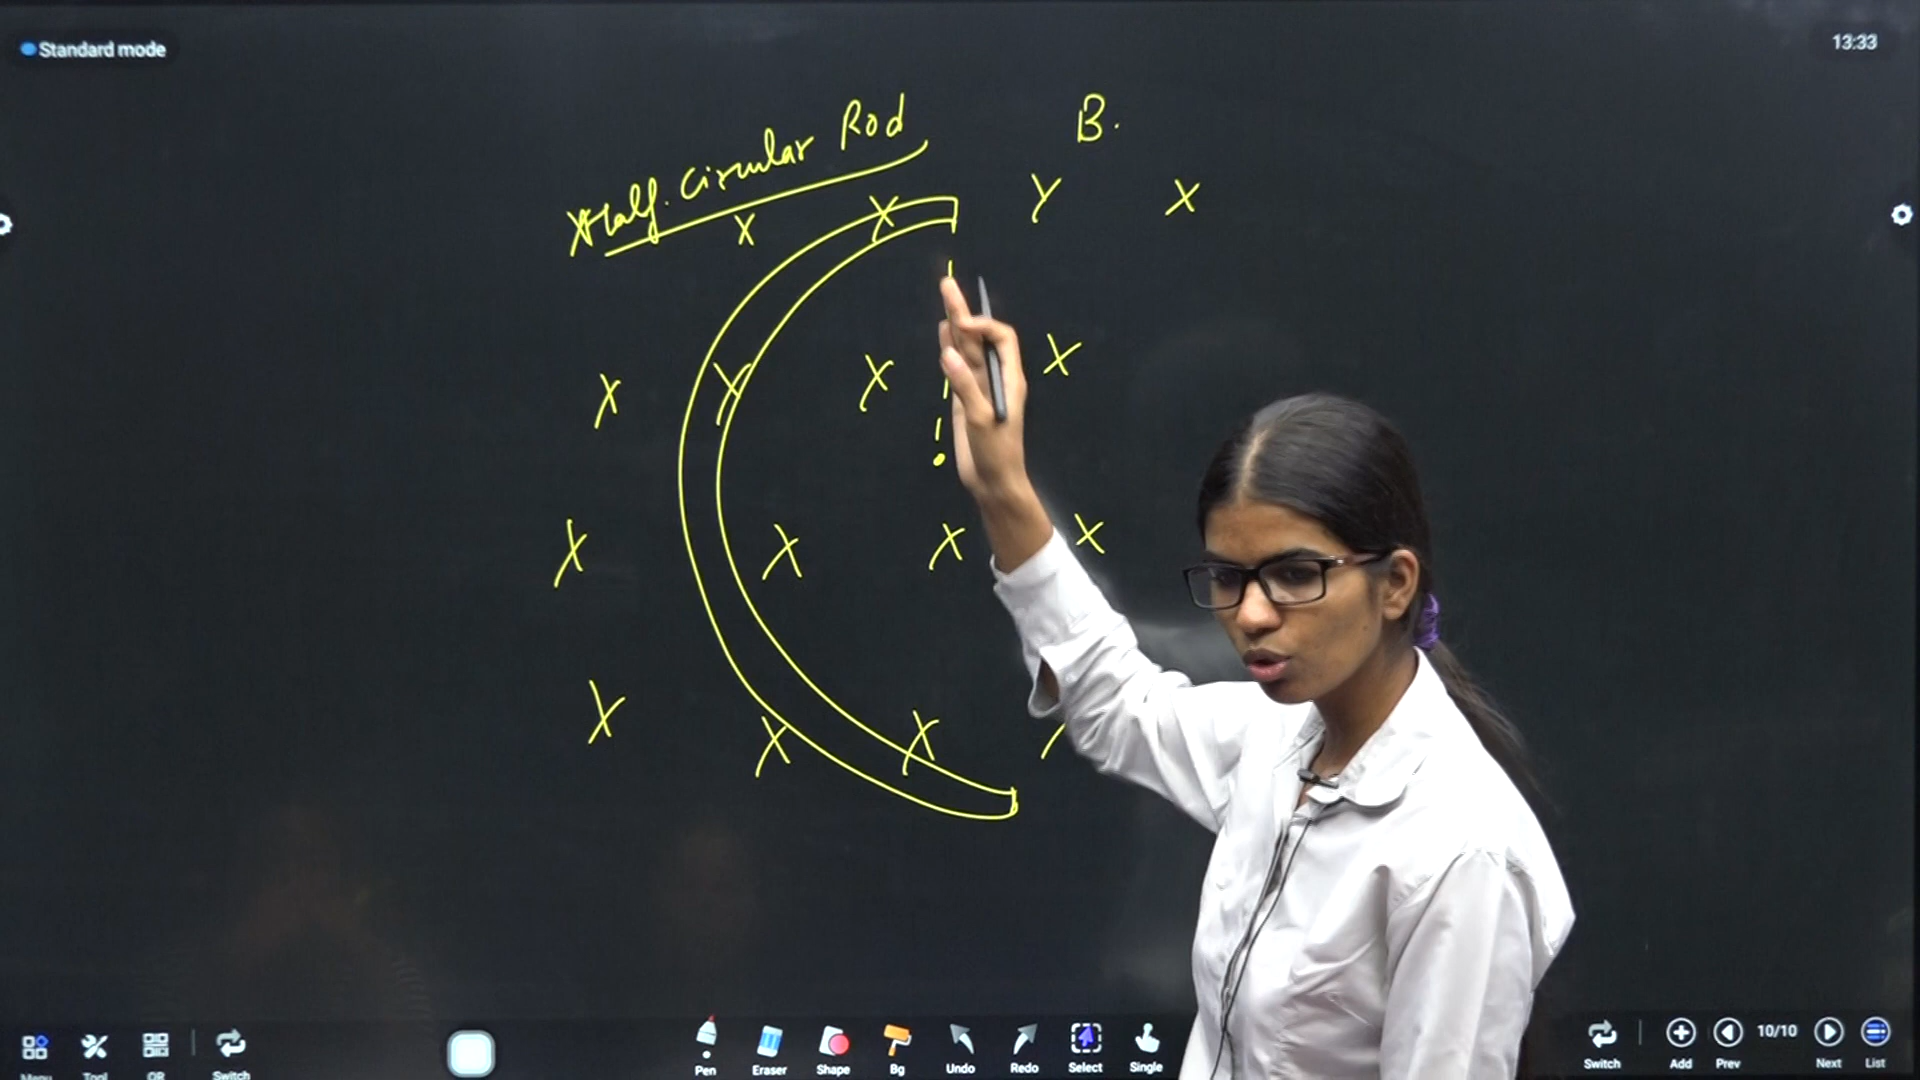 Standard mode
13:33
Half Circular Rod
B.
X X Y X
X X X X
X X X X
X X X
Menu Tool QR Switch
Pen Eraser Shape Bg Undo Redo Select Single
Switch Add Prev 10/10 Next List